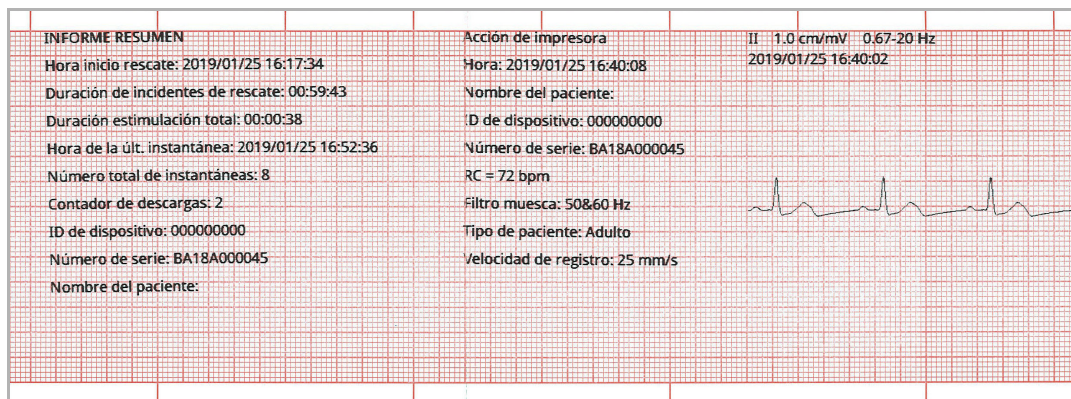 INFORME RESUMEN
Hora inicio rescate: 2019/01/25 16:17:34
Duración de incidentes de rescate: 00:59:43
Duración estimulación total: 00:00:38
Hora de la últ. instantánea: 2019/01/25 16:52:36
Número total de instantáneas: 8
Contador de descargas: 2
ID de dispositivo: 000000000
Número de serie: BA18A000045
Nombre del paciente:
Acción de impresora
Hora: 2019/01/25 16:40:08
Nombre del paciente:
ID de dispositivo: 000000000
Número de serie: BA18A000045
RC = 72 bpm
Filtro muesca: 50&60 Hz
Tipo de paciente: Adulto
Velocidad de registro: 25 mm/s
II 1.0 cm/mV 0.67-20 Hz
2019/01/25 16:40:02